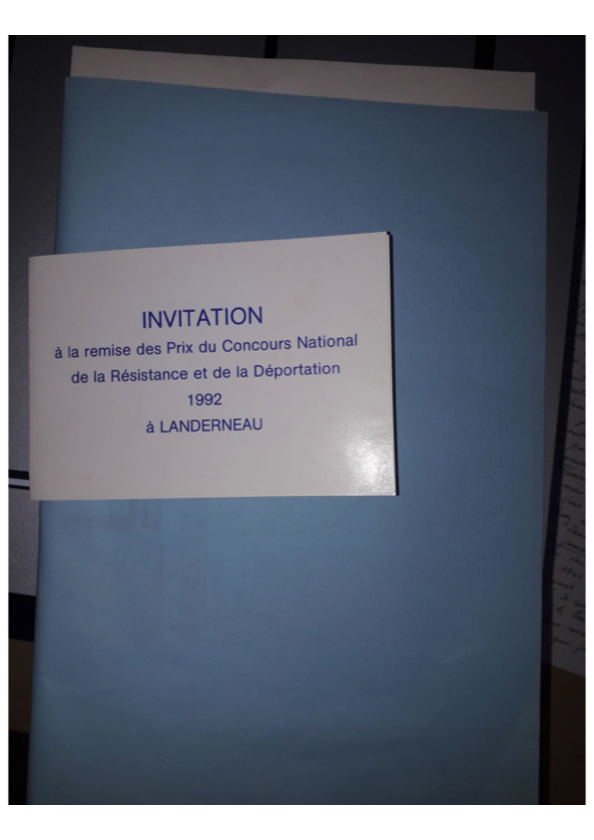 INVITATION
à la remise des Prix du Concours National
de la Résistance et de la Déportation
1992
à LANDERNEAU